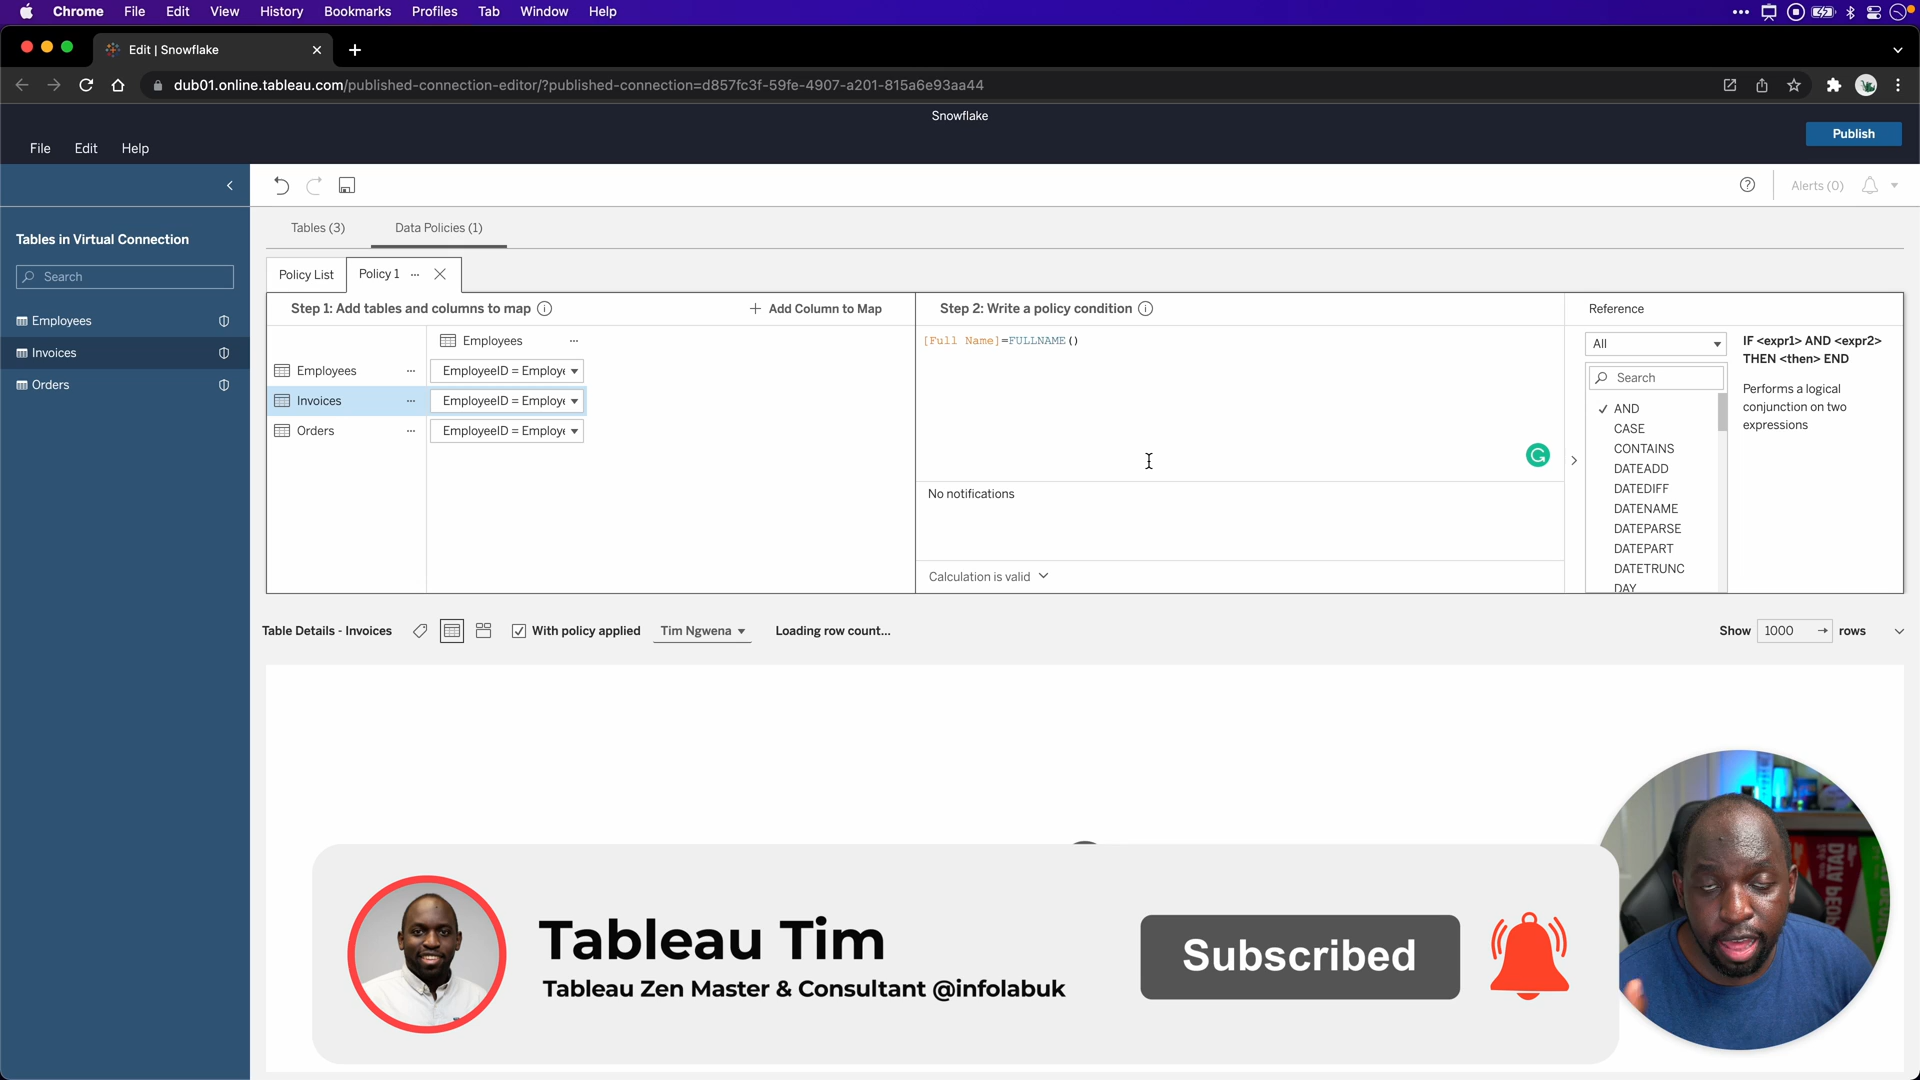 Chrome File Edit View History Bookmarks Profiles Tab Window Help
Edit | Snowflake
dub01.online.tableau.com/published-connection-editor/?published-connection=d857fc3f-59fe-4907-a201-815a6e93aa44
Snowflake
File Edit Help
Publish
Alerts (0)
Tables (3) Data Policies (1)
Tables in Virtual Connection
Search
Employees
Invoices
Orders
Policy List Policy 1
Step 1: Add tables and columns to map
+ Add Column to Map
Employees
Employees EmployeeID = Employe
Invoices EmployeeID = Employe
Orders EmployeeID = Employe
Step 2: Write a policy condition
[Full Name]=FULLNAME()
No notifications
Calculation is valid
Reference
All
Search
AND
CASE
CONTAINS
DATEADD
DATEDIFF
DATENAME
DATEPARSE
DATEPART
DATETRUNC
DAY
IF <expr1> AND <expr2>
THEN <then> END
Performs a logical
conjunction on two
expressions
Table Details - Invoices With policy applied Tim Ngwena Loading row count... Show 1000 rows
Tableau Tim
Tableau Zen Master & Consultant @infolabuk
Subscribed